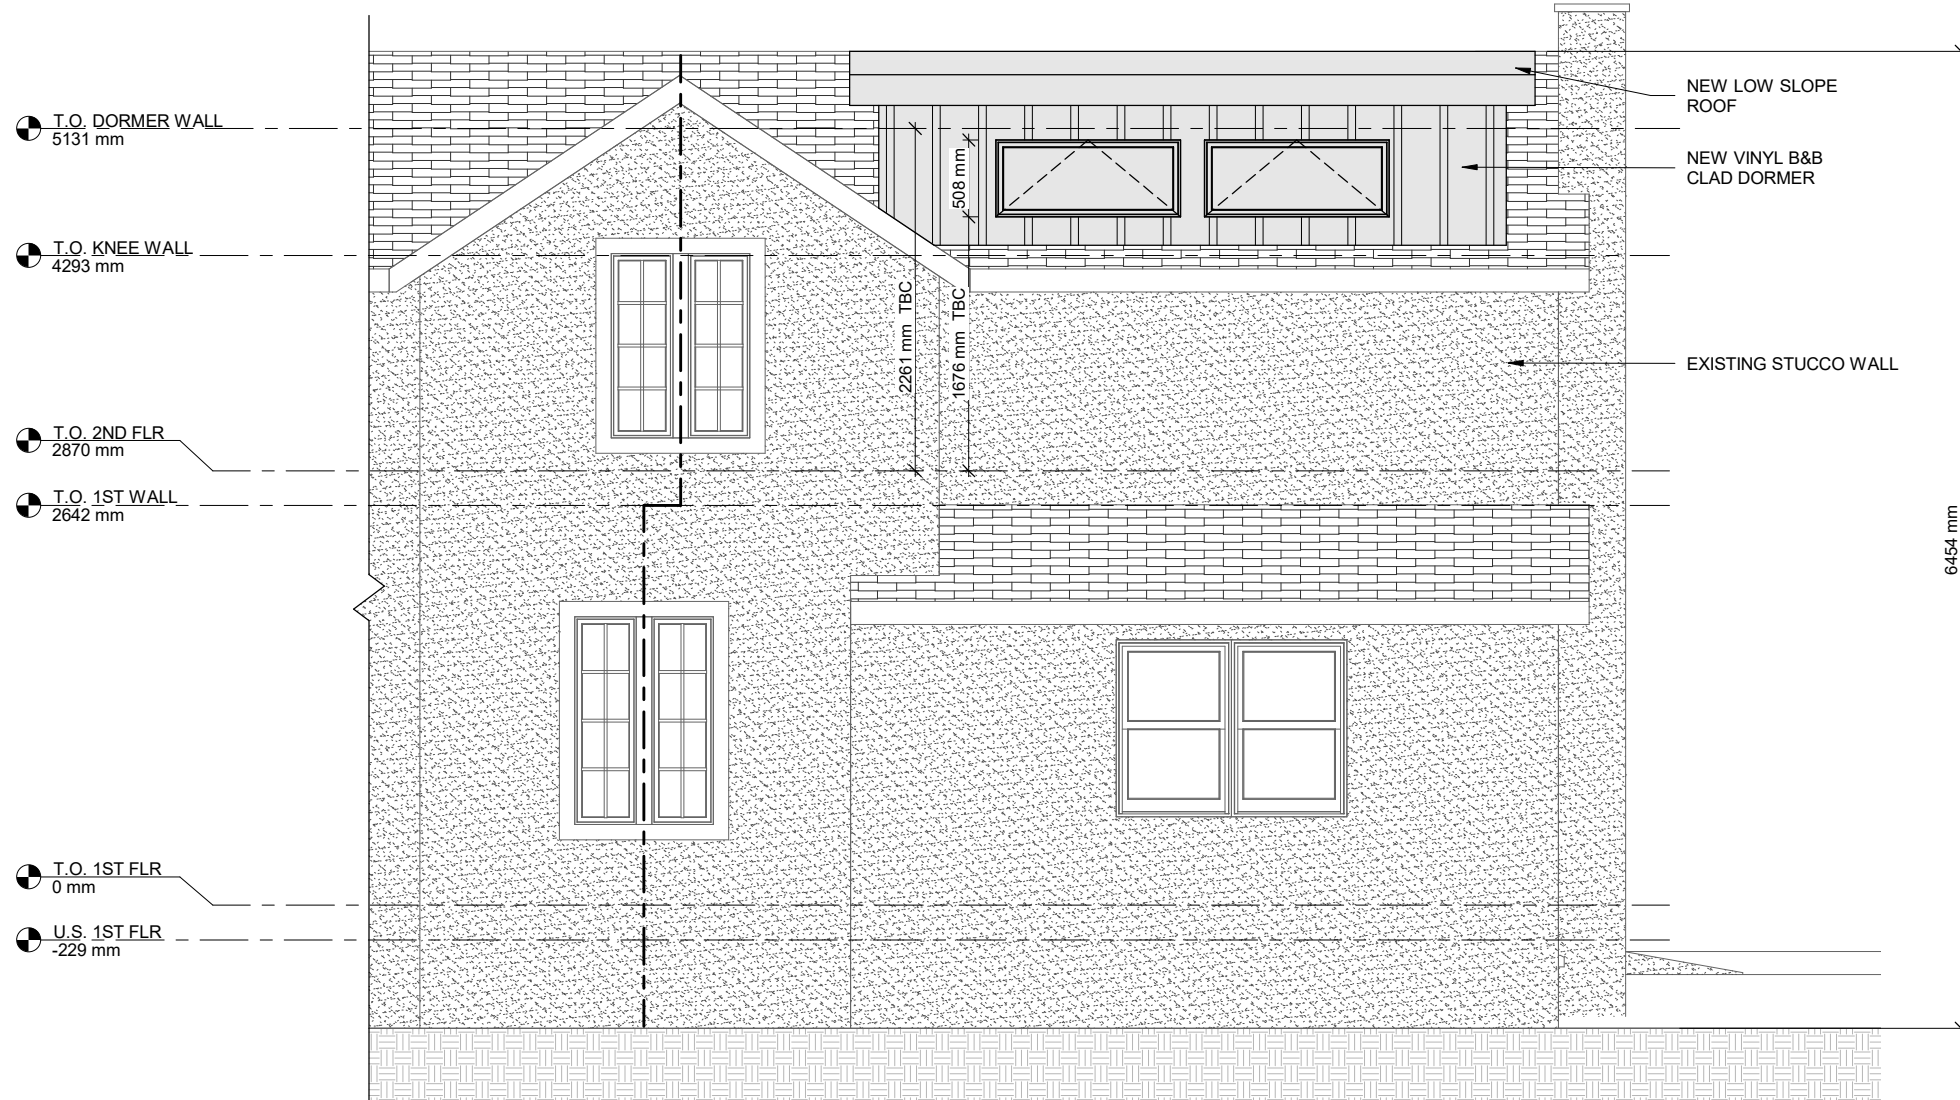 T.O. DORMER WALL
5131 mm
T.O. KNEE WALL
4293 mm
T.O. 2ND FLR
2870 mm
T.O. 1ST WALL
2642 mm
T.O. 1ST FLR
0 mm
U.S. 1ST FLR
-229 mm
508 mm
2261 mm TBC
1676 mm TBC
NEW LOW SLOPE
ROOF
NEW VINYL B&B
CLAD DORMER
EXISTING STUCCO WALL
6454 mm